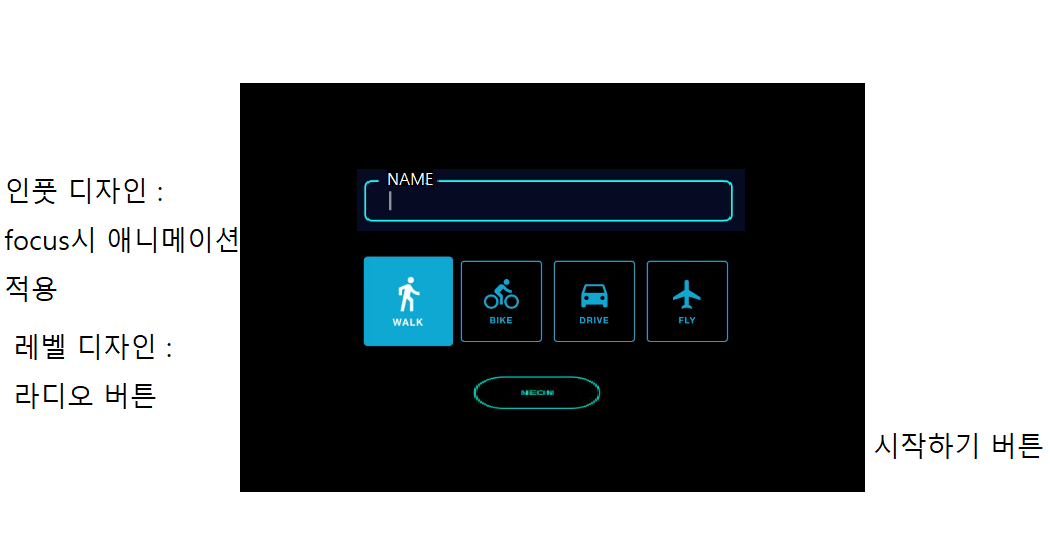 인풋 디자인 :
focus시 애니메이션
적용
레벨 디자인 :
라디오 버튼
NAME
WALK
BIKE
DRIVE
FLY
NEON
시작하기 버튼